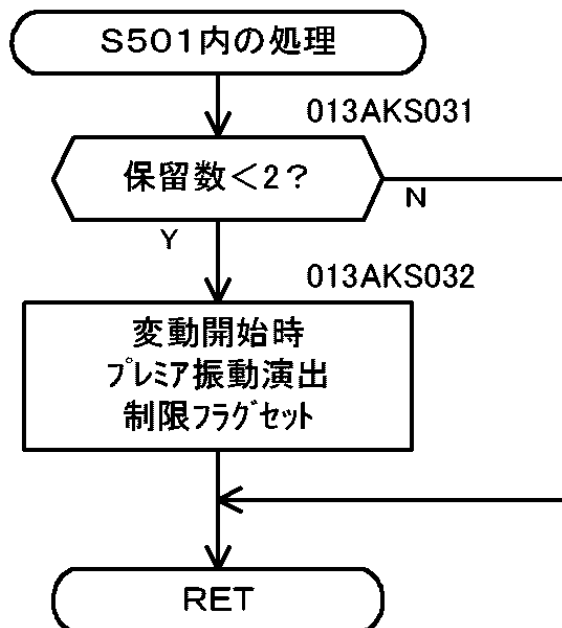 S501内の処理
013AKS031
保留数<2?
N
Y
013AKS032
変動開始時
プレミア振動演出
制限フラグセット
RET